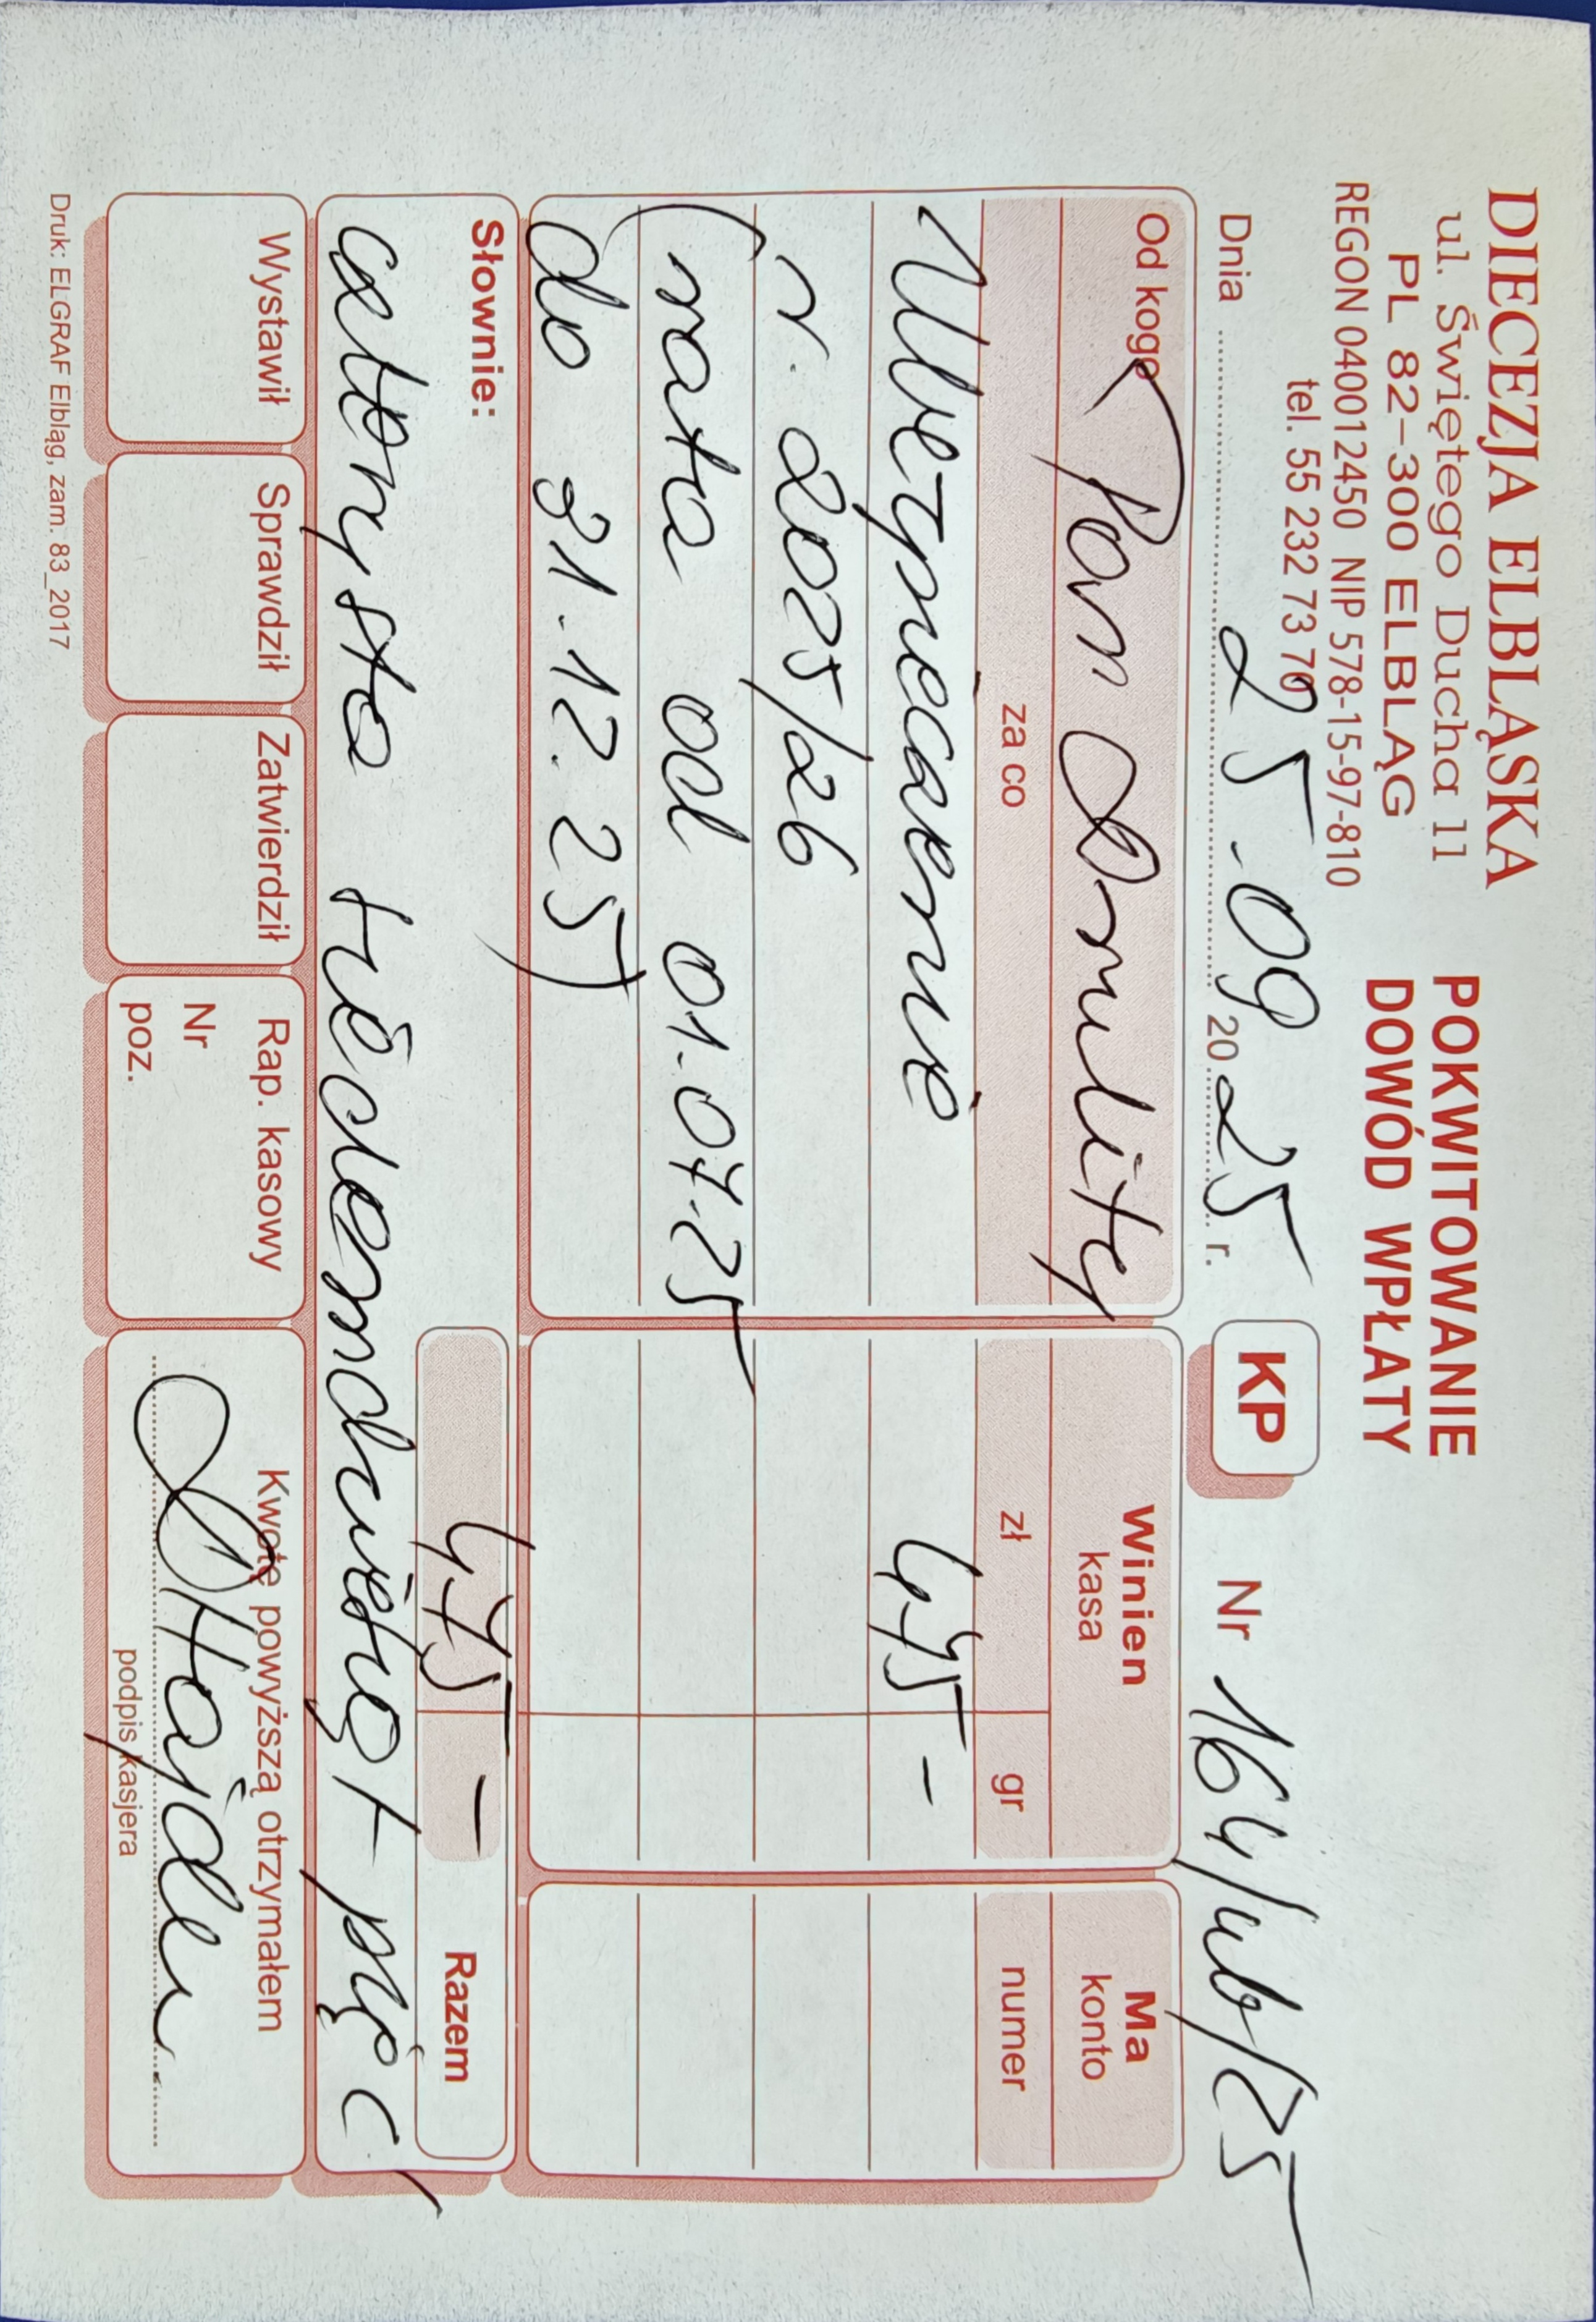 DIECEZJA ELBLĄSKA
ul. Świętego Ducha 11
PL 82-300 ELBLĄG
REGON 040012450 NIP 578-15-97-810
tel. 55 232 73 70
POKWITOWANIE
DOWÓD WPŁATY
Dnia 25.09 2025 r.
KP
Nr 164/ub/25
Od kogo
za co
Winien
kasa
zł gr
Ma
konto
numer
Ubezpieczenie 475 -
r. 2025/26
(rata od 01.07.25
do 31.12.25)
475 - Razem
Słownie:
czterysta siedemdziesiąt pięć
Wystawił
Sprawdził
Zatwierdził
Rap. kasowy
Nr
poz.
Kwotę powyższą otrzymałem
podpis kasjera
Druk: ELGRAF Elbląg, zam. 83_2017